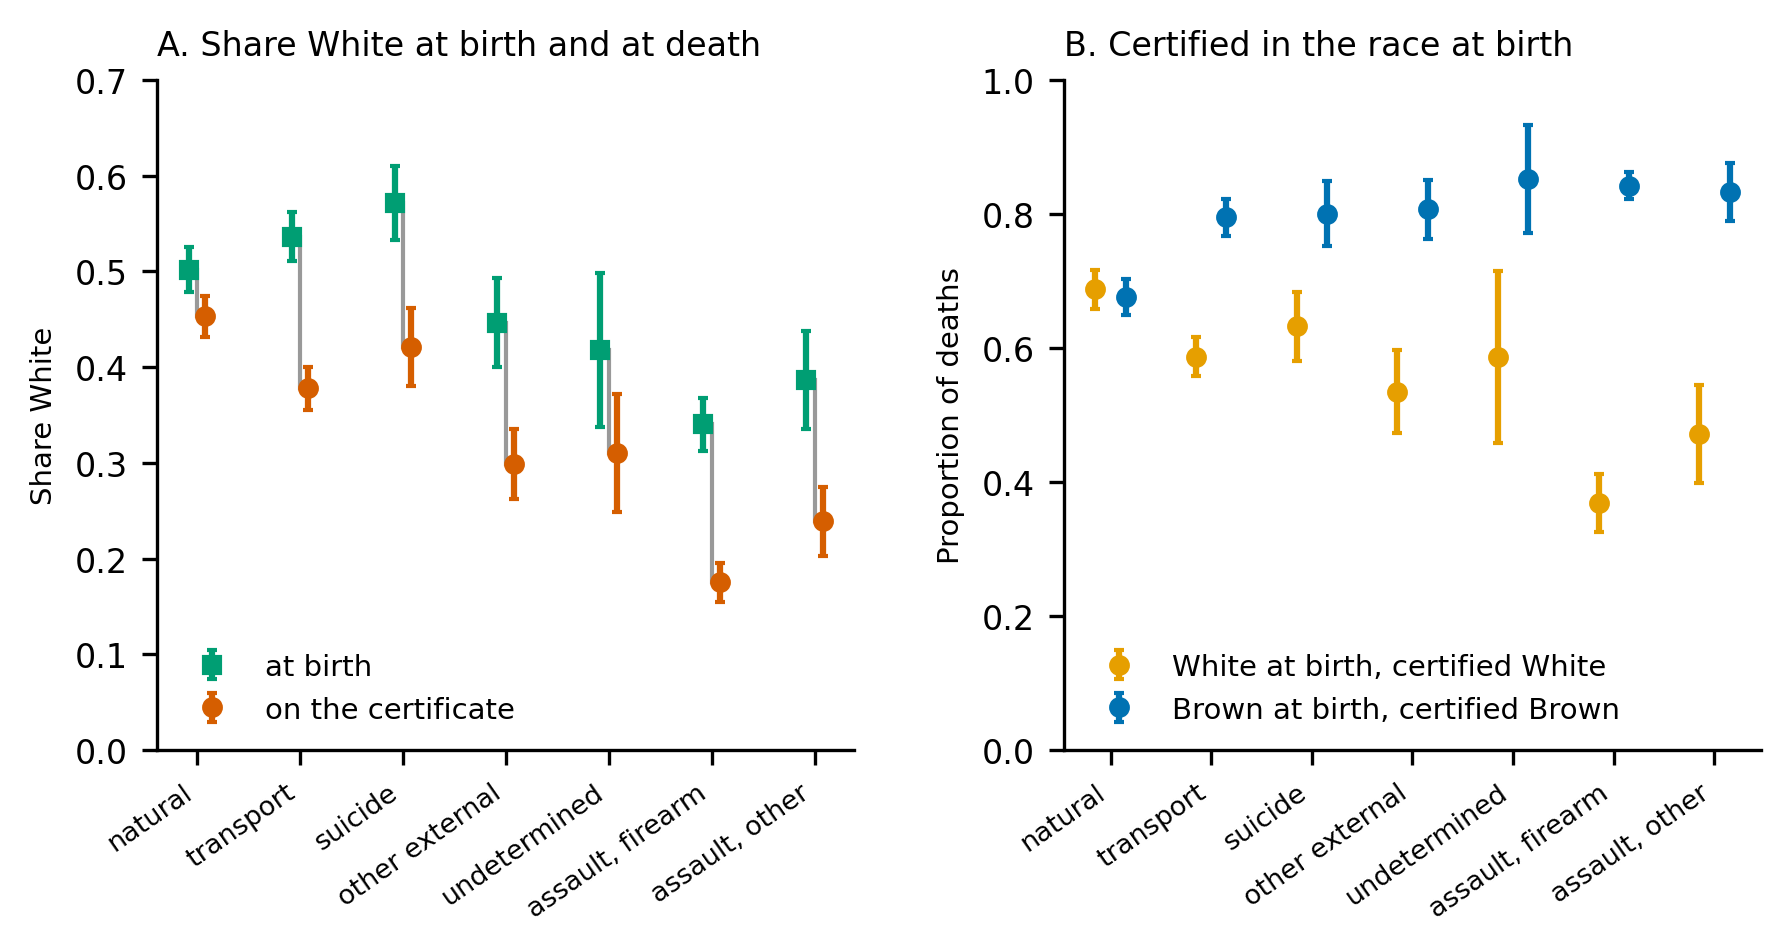 A. Share White at birth and at death
Share White
0.7
0.6
0.5
0.4
0.3
0.2
0.1
0.0
at birth
on the certificate
natural
transport
suicide
other external
undetermined
assault, firearm
assault, other
B. Certified in the race at birth
Proportion of deaths
1.0
0.8
0.6
0.4
0.2
0.0
White at birth, certified White
Brown at birth, certified Brown
natural
transport
suicide
other external
undetermined
assault, firearm
assault, other